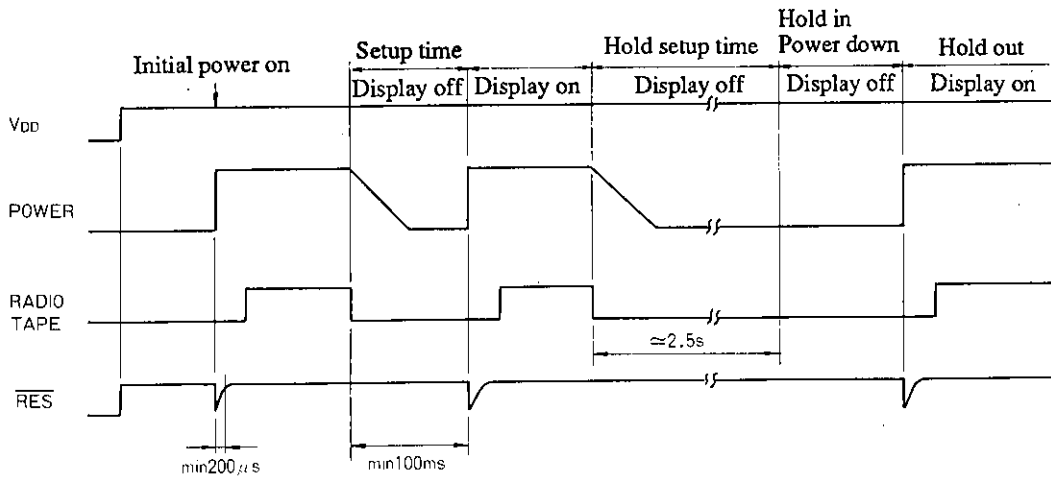 Initial power on
Setup time
Hold setup time
Hold in
Power down
Hold out
Display off
Display on
Display off
Display off
Display on
VDD
POWER
RADIO
TAPE
≃2.5s
RES
min200μs
min100ms